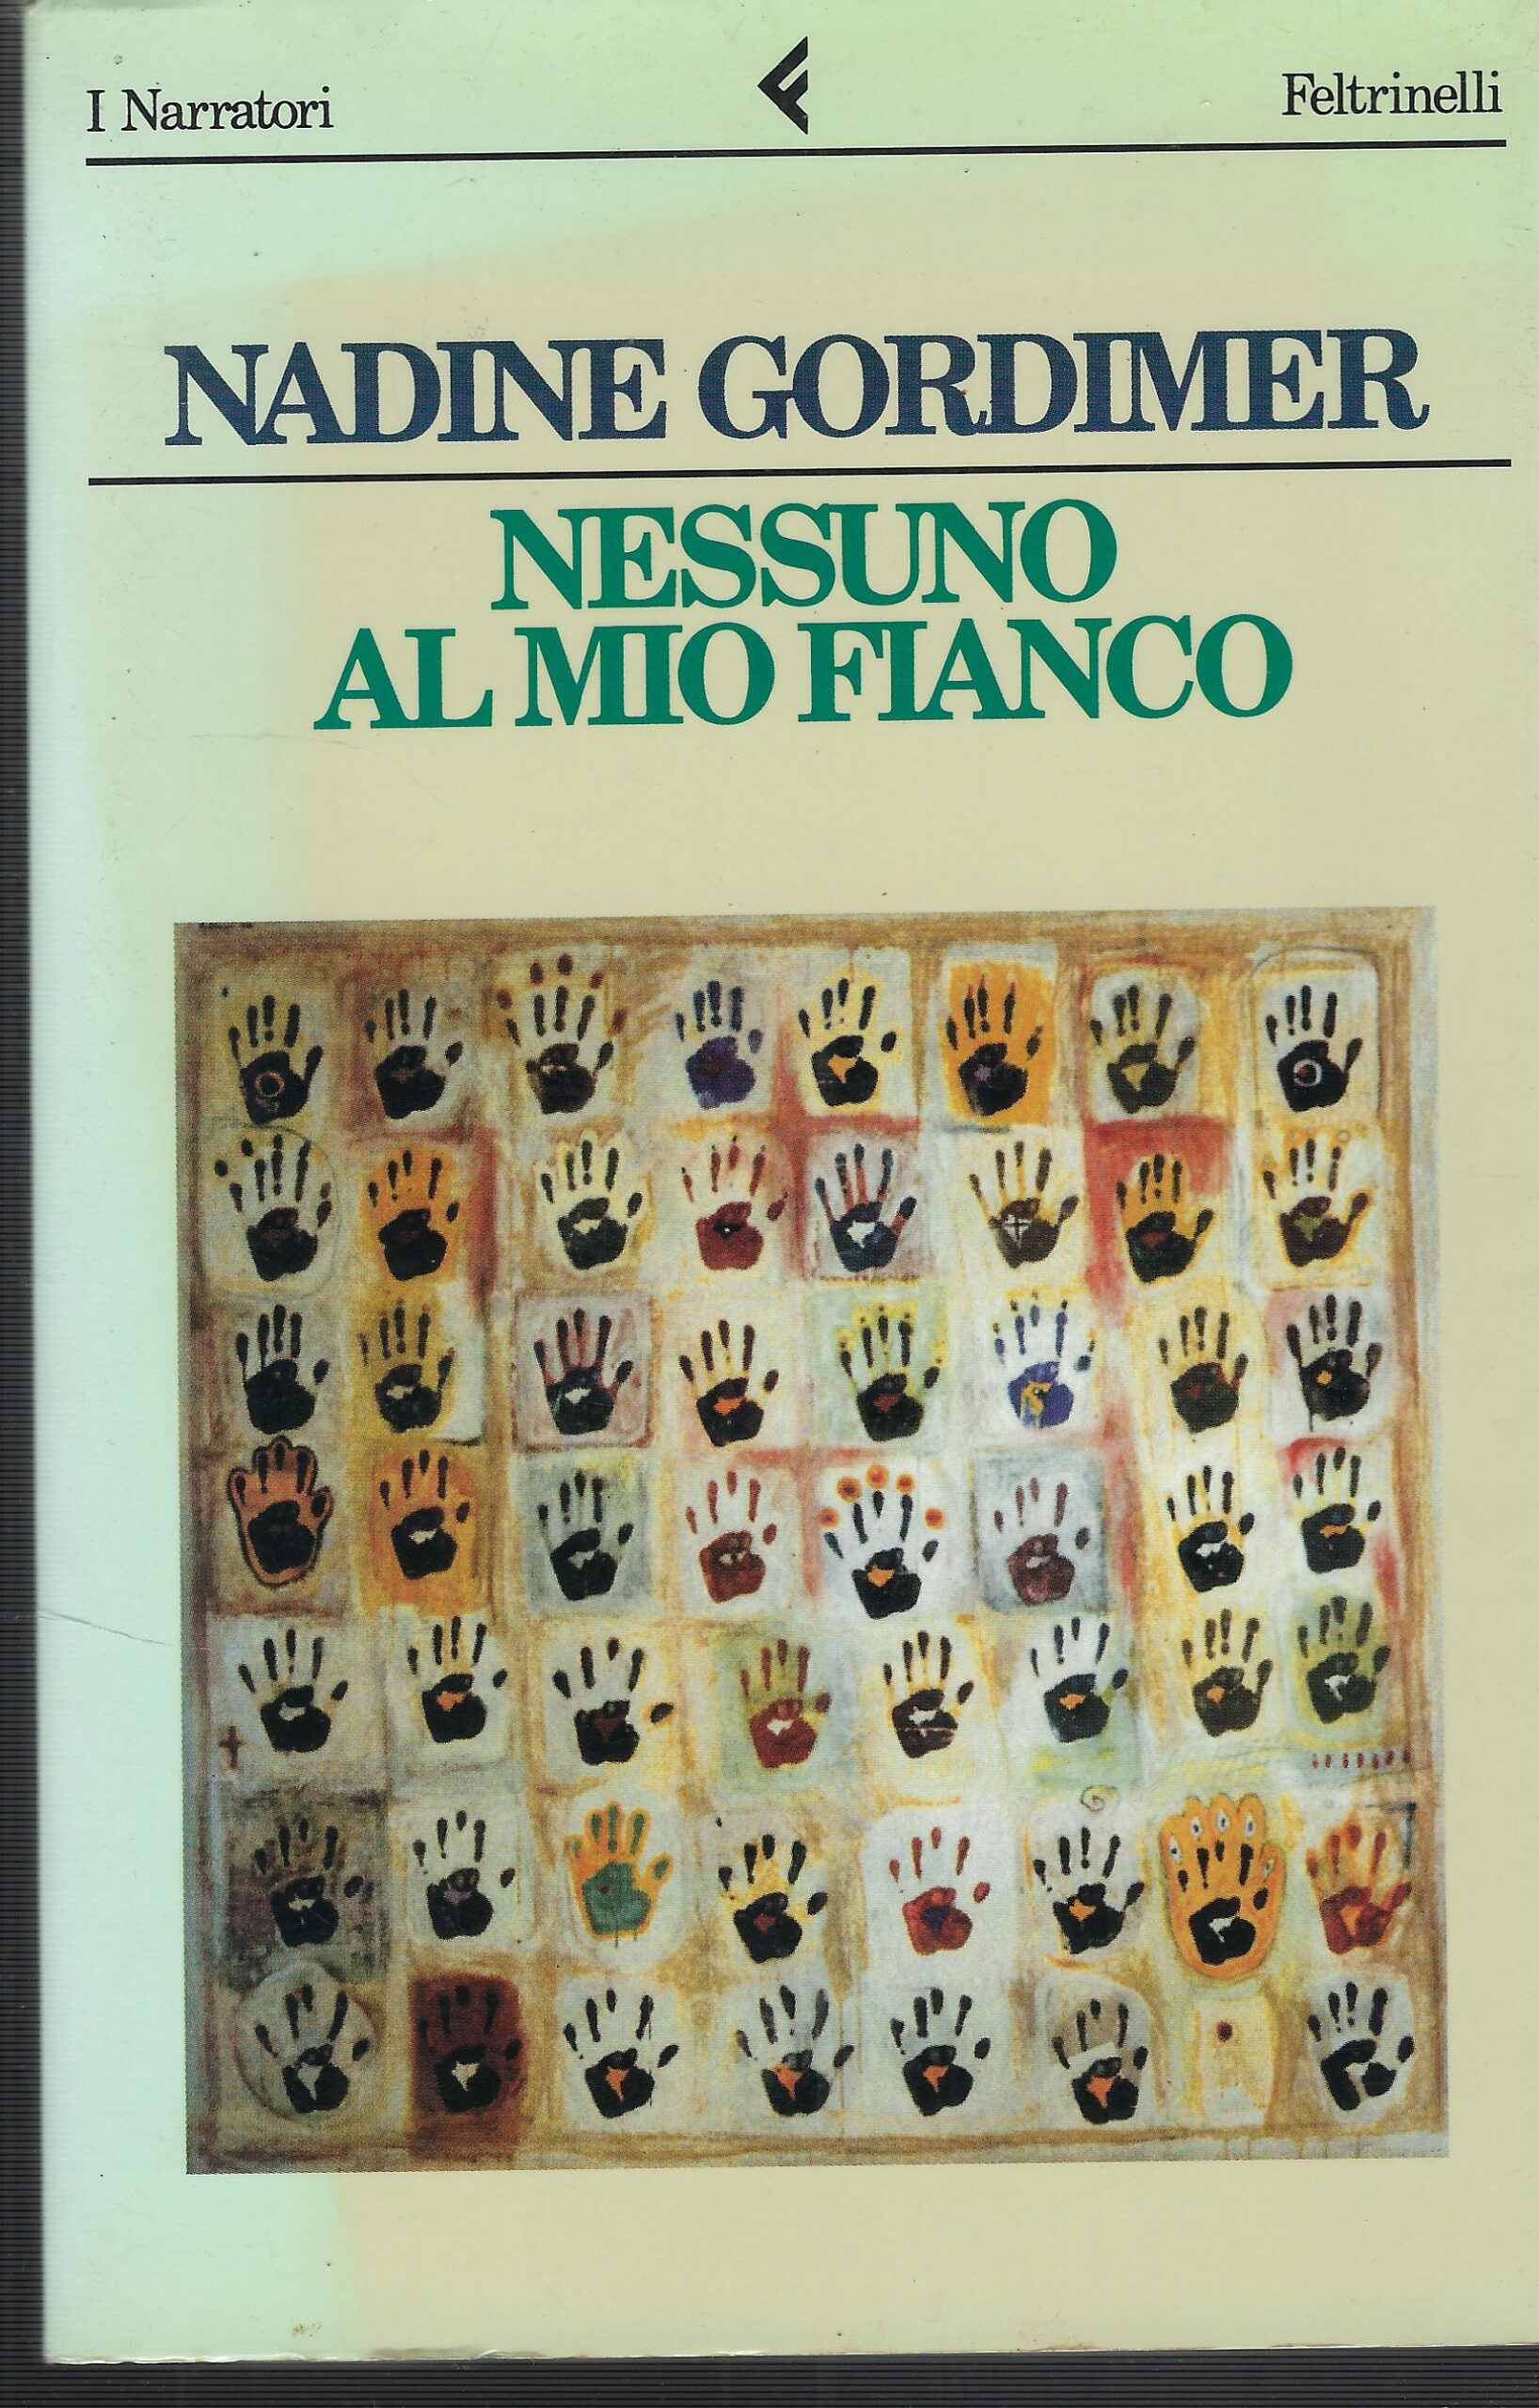 I Narratori
Feltrinelli
NADINE GORDIMER
NESSUNO
AL MIO FIANCO